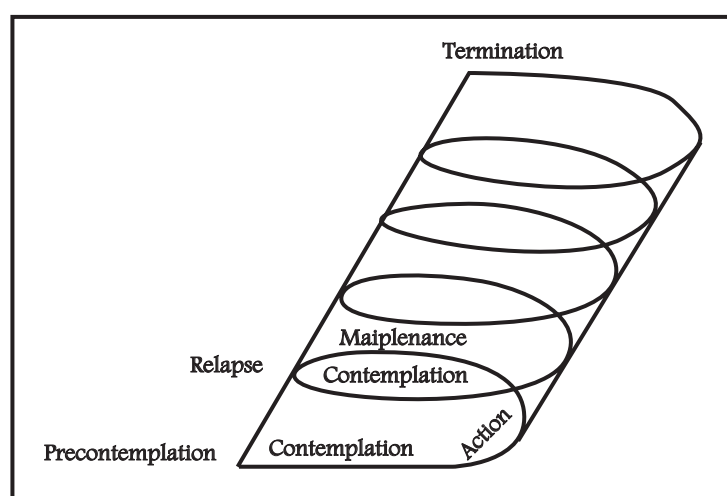 Termination
Maiplenance
Relapse
Contemplation
Precontemplation
Contemplation
Action